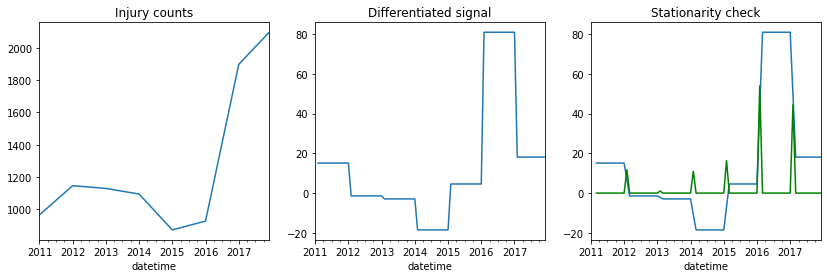 Injury counts
2000
1800
1600
1400
1200
1000
2011 2012 2013 2014 2015 2016 2017
datetime
Differentiated signal
80
60
40
20
0
−20
2011 2012 2013 2014 2015 2016 2017
datetime
Stationarity check
80
60
40
20
0
−20
2011 2012 2013 2014 2015 2016 2017
datetime